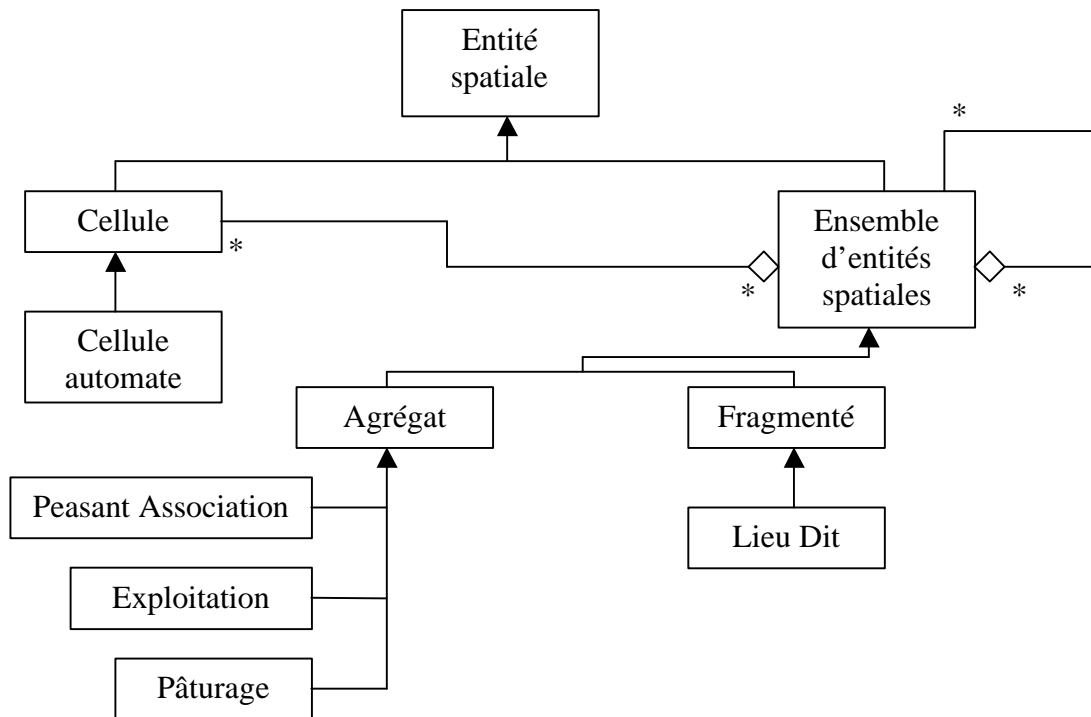 Entité
spatiale
*
Cellule
*
Ensemble
d’entités
spatiales
*
*
Cellule
automate
Agrégat
Fragmenté
Peasant Association
Lieu Dit
Exploitation
Pâturage